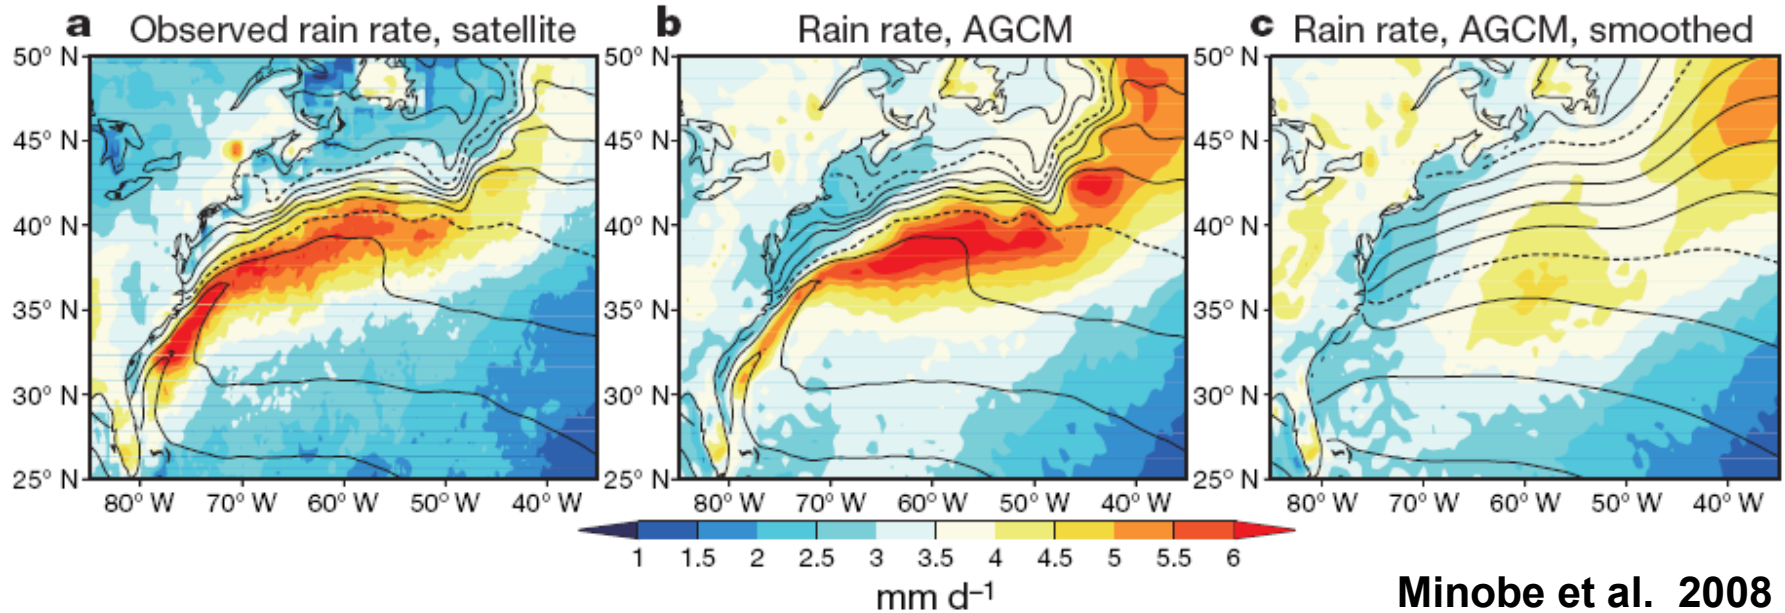 a Observed rain rate, satellite
b Rain rate, AGCM
c Rain rate, AGCM, smoothed
50° N
45° N
40° N
35° N
30° N
25° N
80° W 70° W 60° W 50° W 40° W
50° N
45° N
40° N
35° N
30° N
25° N
80° W 70° W 60° W 50° W 40° W
50° N
45° N
40° N
35° N
30° N
25° N
80° W 70° W 60° W 50° W 40° W
1 1.5 2 2.5 3 3.5 4 4.5 5 5.5 6
mm d⁻¹
Minobe et al. 2008